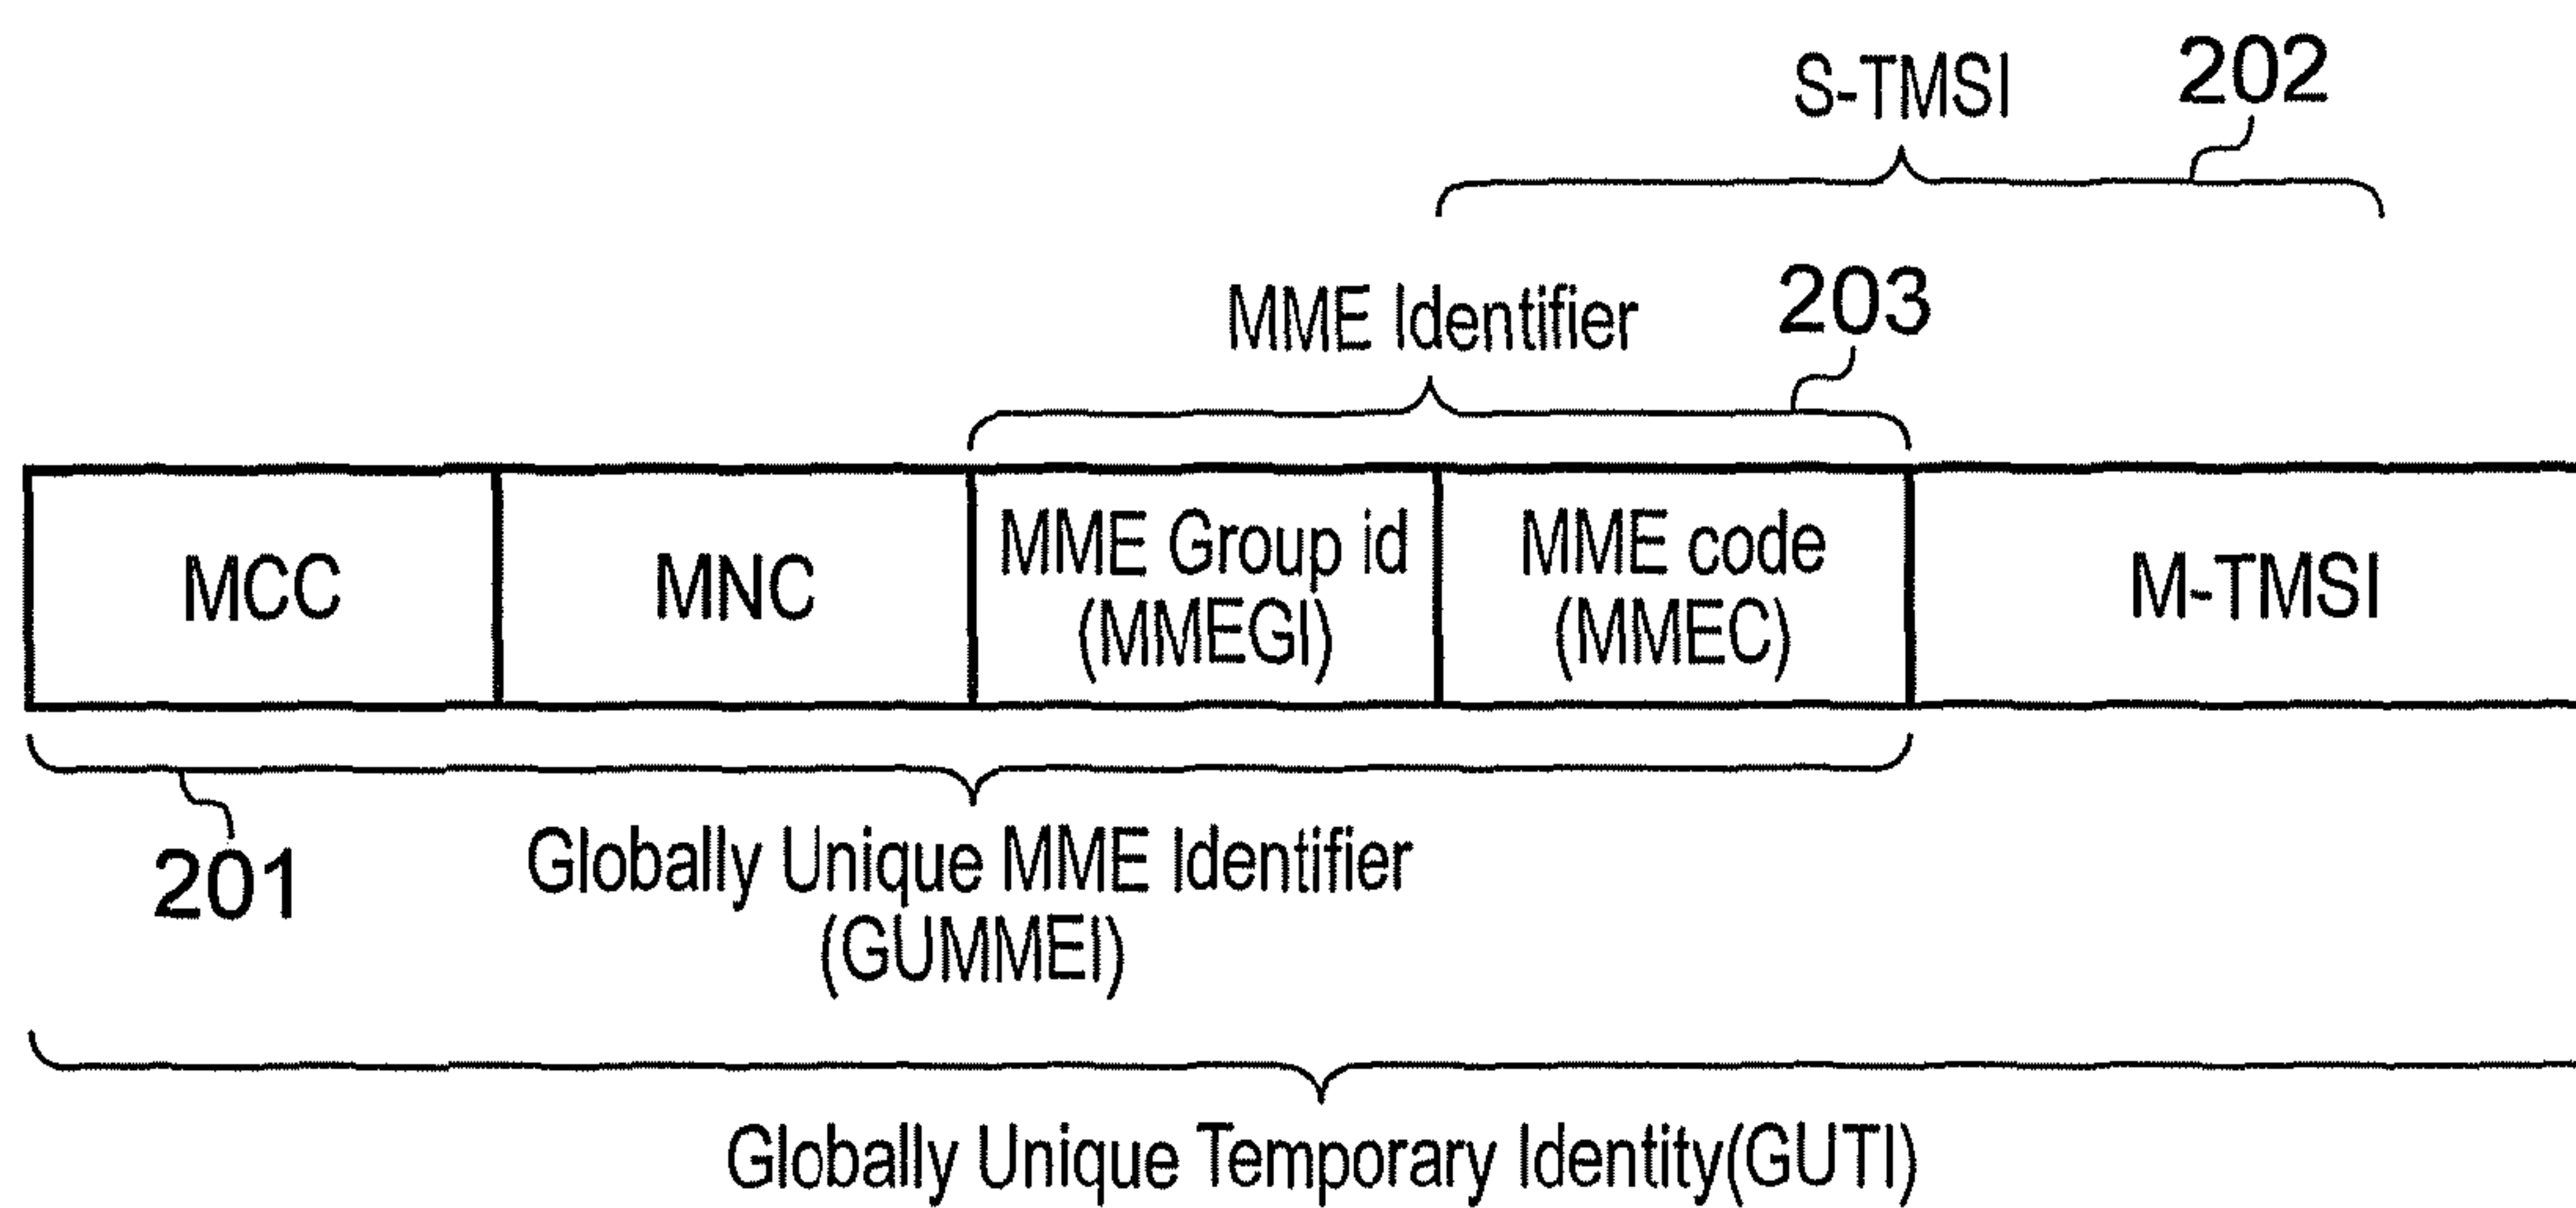 S-TMSI
202
MME Identifier
203
MCC
MNC
MME Group id
(MMEGI)
MME code
(MMEC)
M-TMSI
201
Globally Unique MME Identifier
(GUMMEI)
Globally Unique Temporary Identity(GUTI)